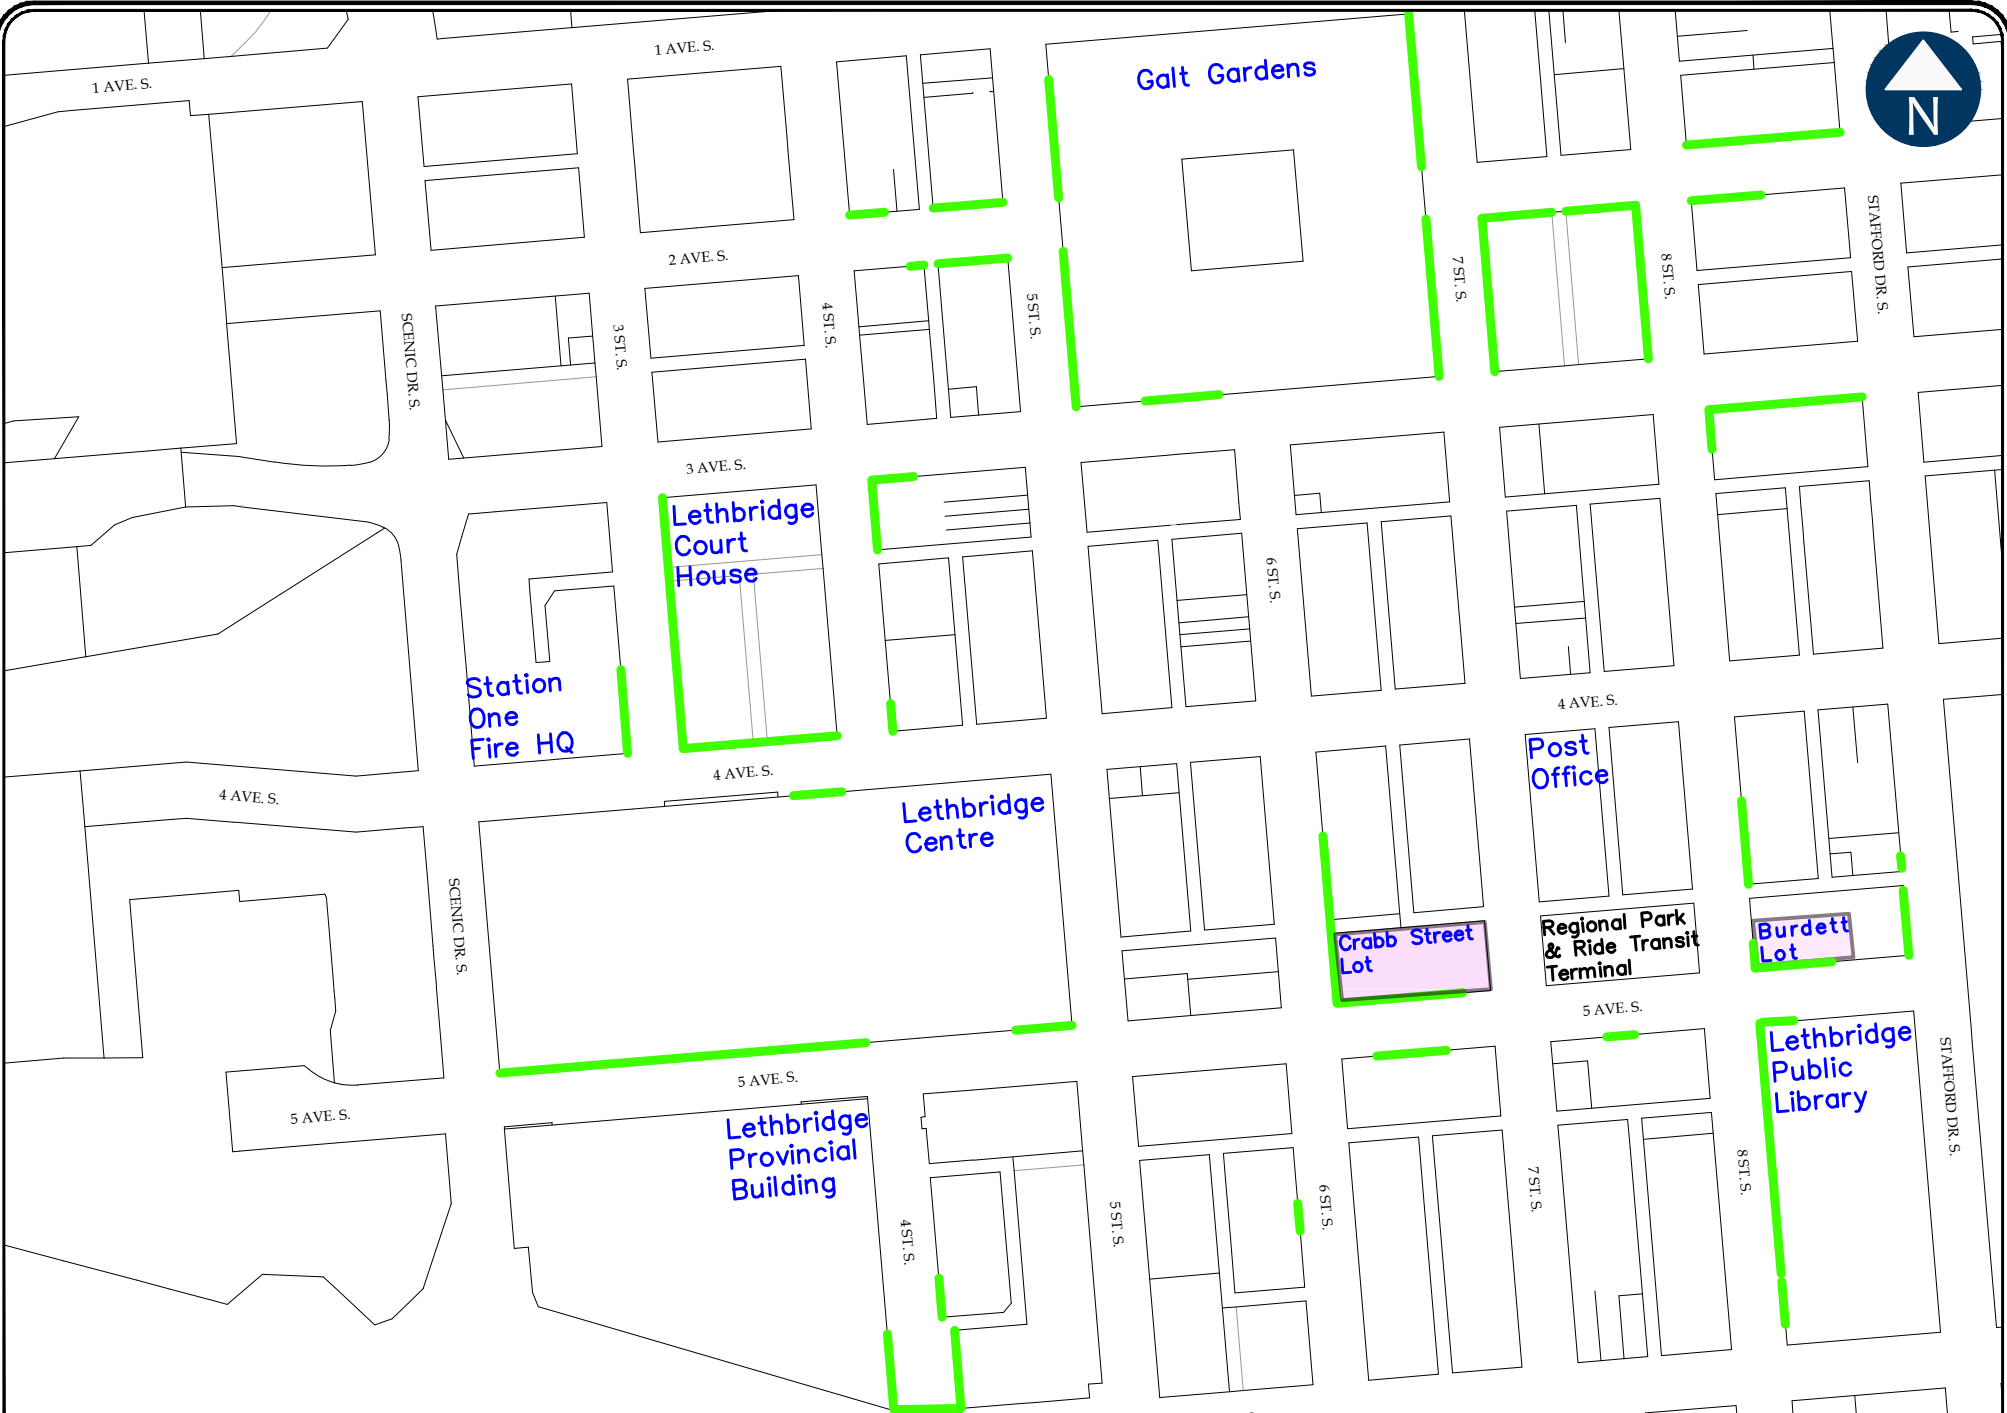 1 AVE. S.
1 AVE. S.
Galt Gardens
N
2 AVE. S.
SCENIC DR. S.
3 ST. S.
4 ST. S.
5 ST. S.
7 ST. S.
8 ST. S.
STAFFORD DR. S.
3 AVE. S.
Lethbridge
Court
House
6 ST. S.
Station
One
Fire HQ
4 AVE. S.
4 AVE. S.
4 AVE. S.
Post
Office
Lethbridge
Centre
SCENIC DR. S.
Crabb Street
Lot
Regional Park
& Ride Transit
Terminal
Burdett
Lot
5 AVE. S.
5 AVE. S.
5 AVE. S.
Lethbridge
Public
Library
Lethbridge
Provincial
Building
4 ST. S.
5 ST. S.
6 ST. S.
7 ST. S.
8 ST. S.
STAFFORD DR. S.